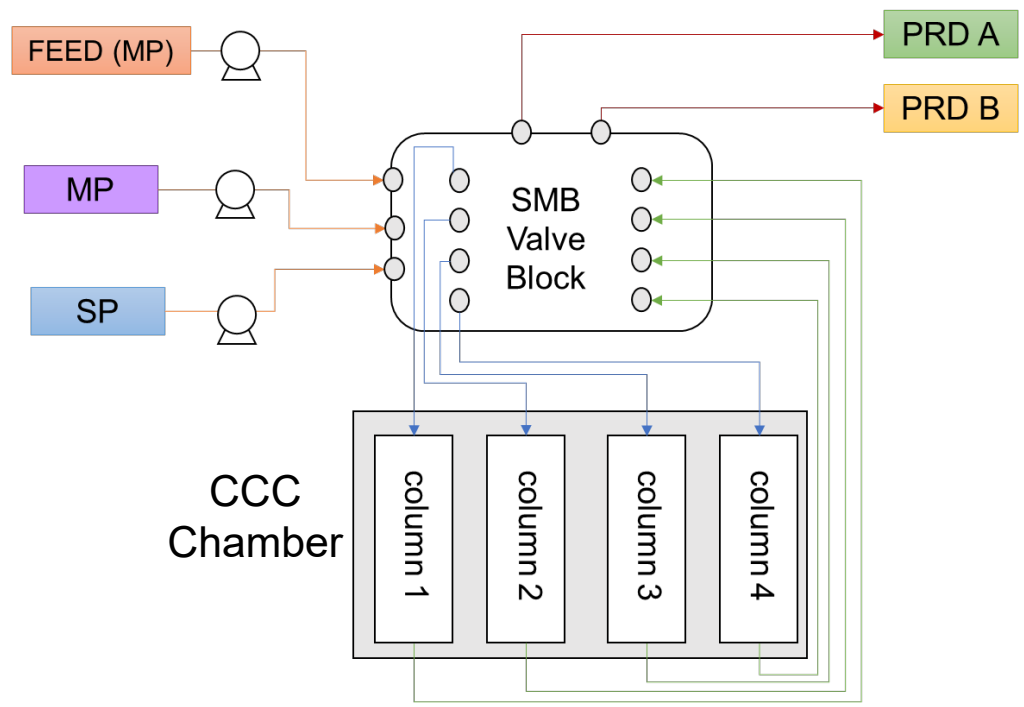 FEED (MP)
PRD A
PRD B
MP
SMB
Valve
Block
SP
CCC
Chamber
column 1
column 2
column 3
column 4